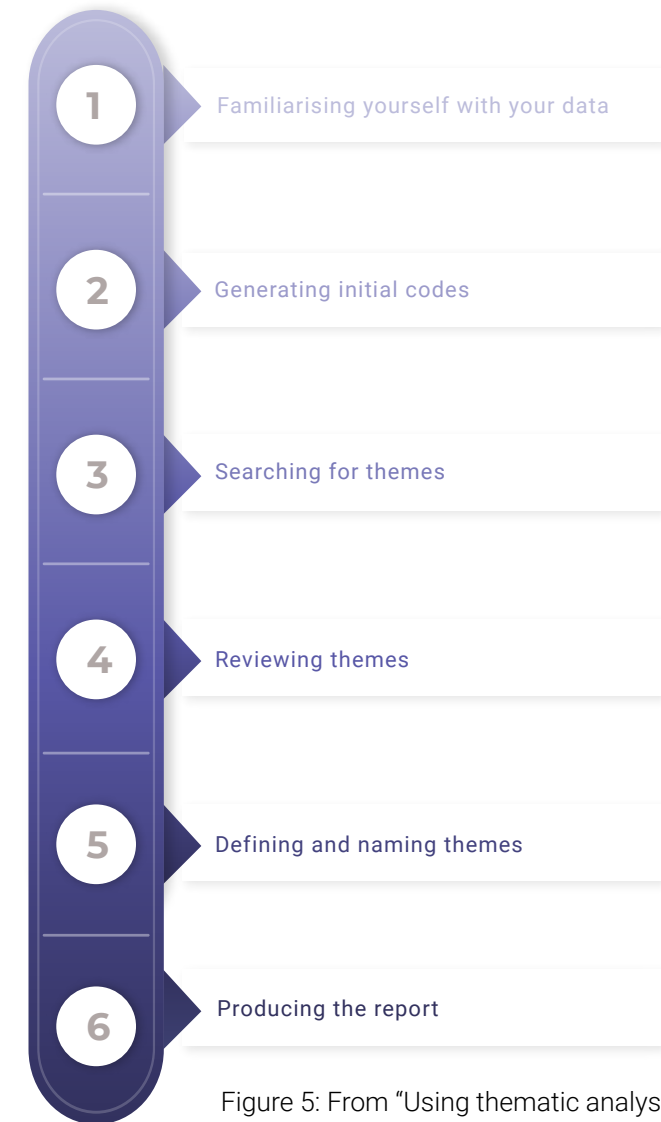 1
Familiarising yourself with your data
2
Generating initial codes
3
Searching for themes
4
Reviewing themes
5
Defining and naming themes
6
Producing the report
Figure 5: From “Using thematic analys